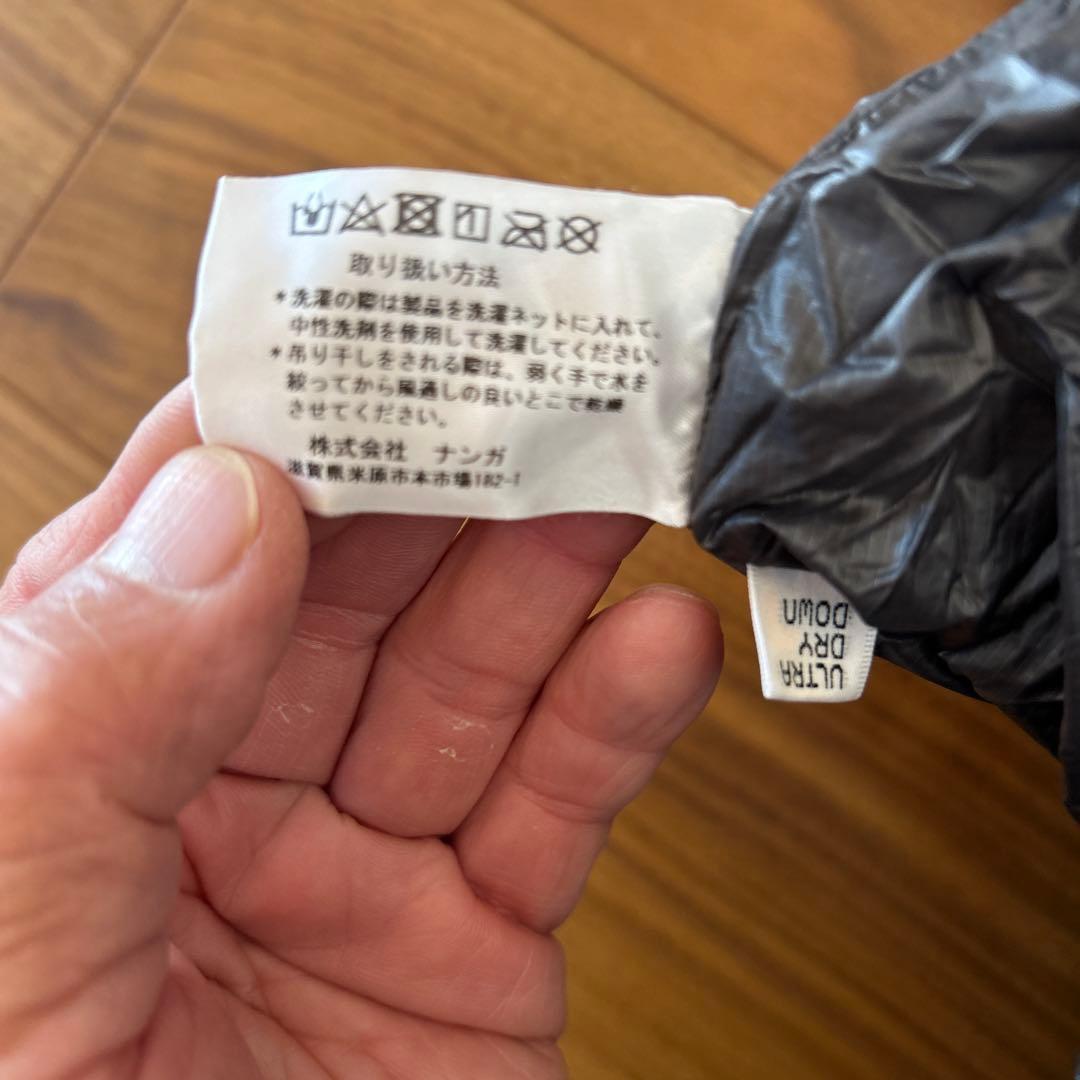 取り扱い方法
*洗濯の際は製品を洗濯ネットに入れて、
中性洗剤を使用して洗濯してください。
*吊り干しをされる際は、弱く手で水を
絞ってから風通しの良いとこで乾燥
させてください。
株式会社 ナンガ
滋賀県米原市本市場182-1
ULTRA
DRY
DOWN